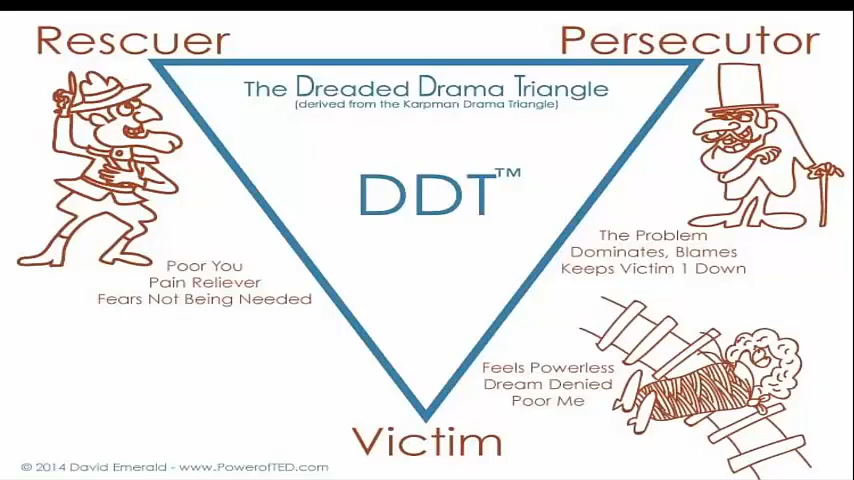 Rescuer
Persecutor
The Dreaded Drama Triangle
(derived from the Karpman Drama Triangle)
DDT™
Poor You
Pain Reliever
Fears Not Being Needed
The Problem
Dominates, Blames
Keeps Victim 1 Down
Feels Powerless
Dream Denied
Poor Me
Victim
© 2014 David Emerald - www.PowerofTED.com